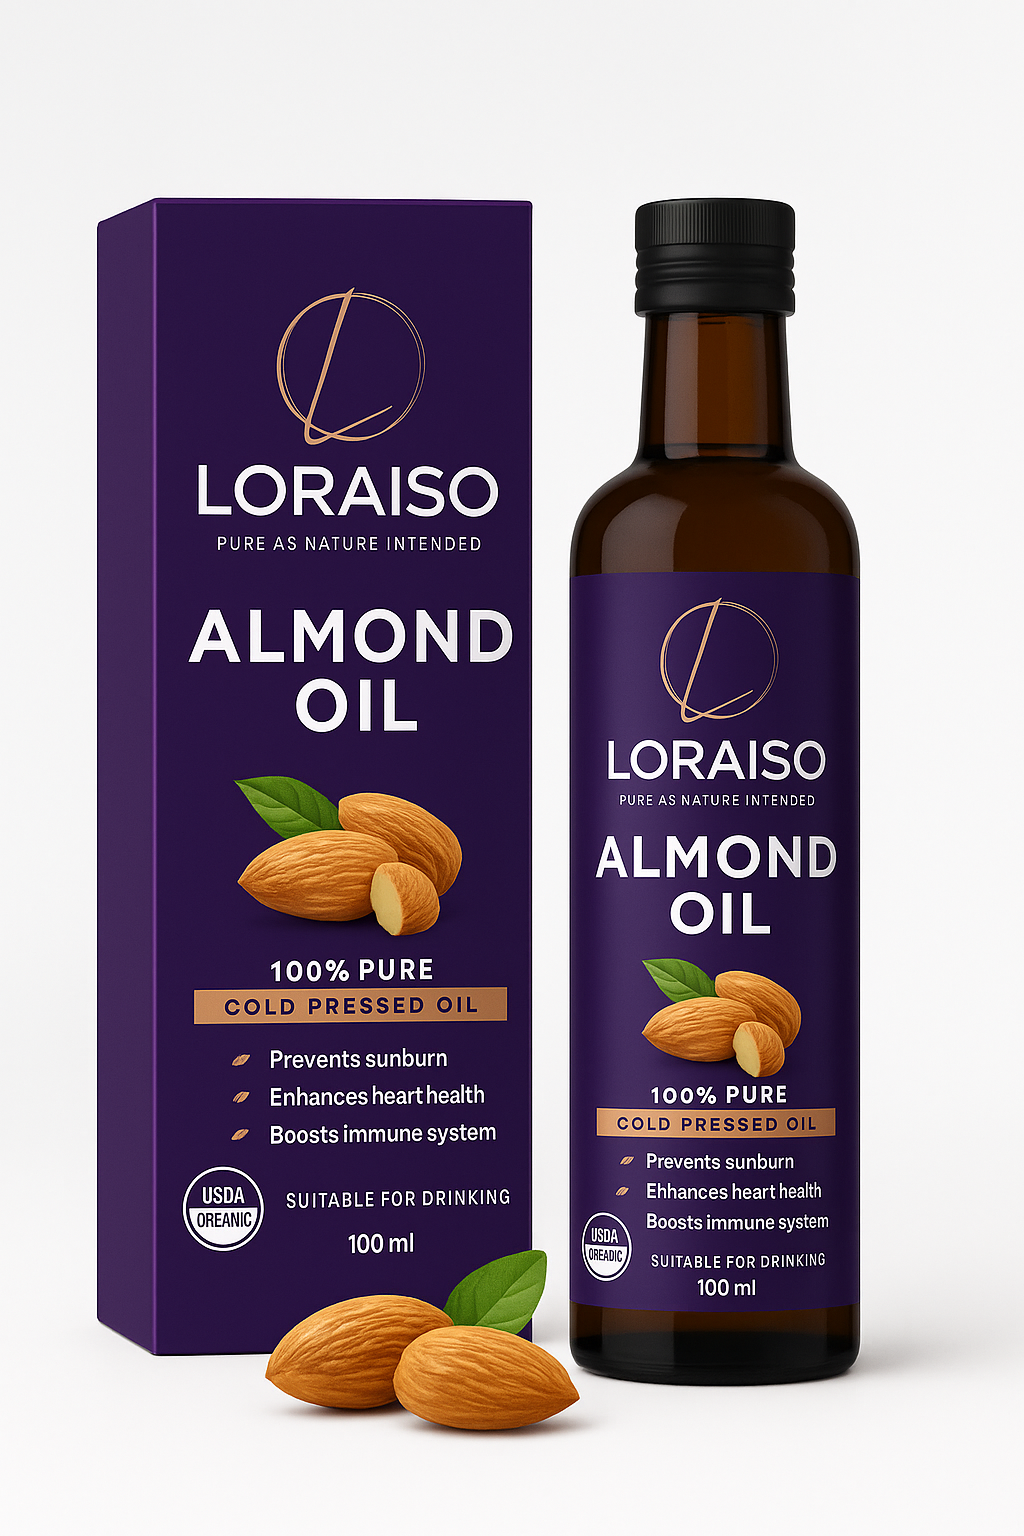 LORAISO
PURE AS NATURE INTENDED
ALMOND
OIL
100% PURE
COLD PRESSED OIL
Prevents sunburn
Enhances heart health
Boosts immune system
USDA
OREANIC
SUITABLE FOR DRINKING
100 ml
LORAISO
PURE AS NATURE INTENDED
ALMOND
OIL
100% PURE
COLD PRESSED OIL
Prevents sunburn
Ehhances heart health
Boosts immune system
USDA
OREADIC
SUITABLE FOR DRINKING
100 ml